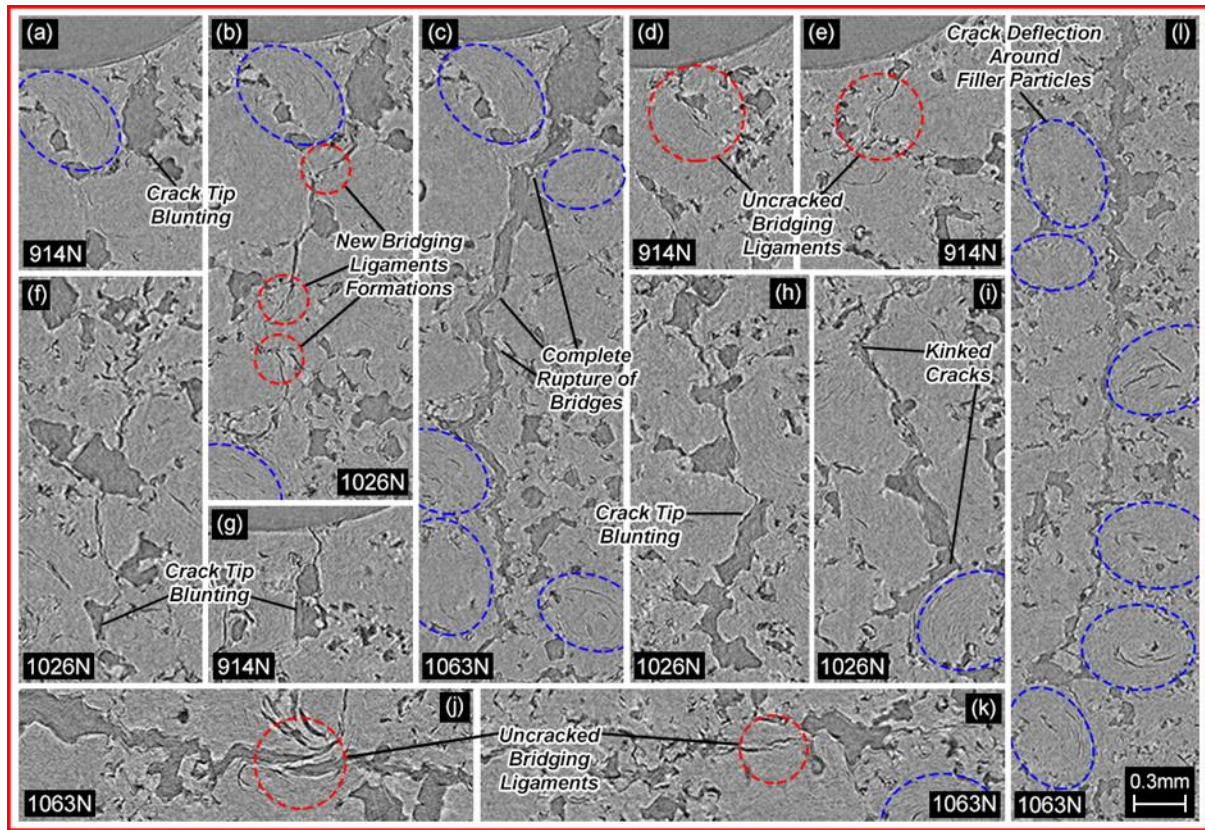 (a)
Crack Tip
Blunting
914N
(b)
New Bridging
Ligaments
Formations
1026N
(c)
Complete
Rupture of
Bridges
1063N
(d)
914N
(e)
Uncracked
Bridging
Ligaments
914N
Crack Deflection
Around
Filler Particles
(f)
Crack Tip
Blunting
1026N
(g)
914N
(h)
Crack Tip
Blunting
1026N
(i)
Kinked
Cracks
1026N
(j)
Uncracked
Bridging
Ligaments
1063N
(k)
1063N
(l)
1063N
0.3mm